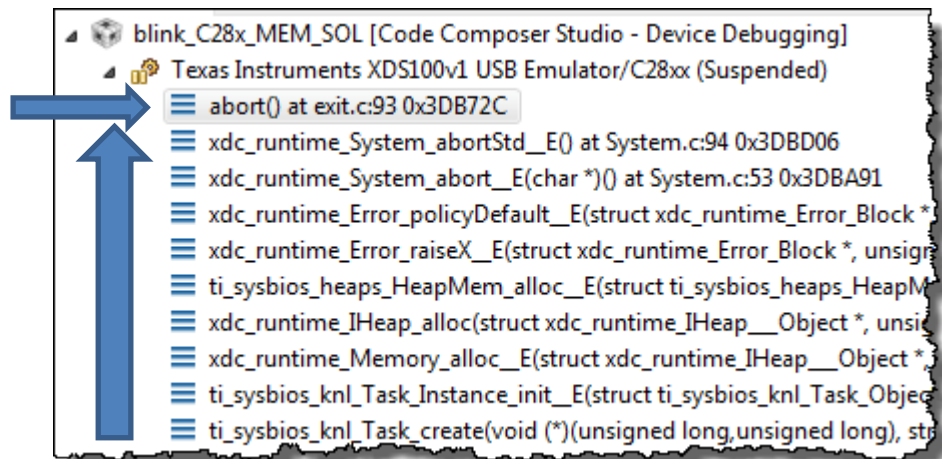 blink_C28x_MEM_SOL [Code Composer Studio - Device Debugging]
Texas Instruments XDS100v1 USB Emulator/C28xx (Suspended)
abort() at exit.c:93 0x3DB72C
xdc_runtime_System_abortStd__E() at System.c:94 0x3DBD06
xdc_runtime_System_abort__E(char *)() at System.c:53 0x3DBA91
xdc_runtime_Error_policyDefault__E(struct xdc_runtime_Error_Block *
xdc_runtime_Error_raiseX__E(struct xdc_runtime_Error_Block *, unsign
ti_sysbios_heaps_HeapMem_alloc__E(struct ti_sysbios_heaps_HeapM
xdc_runtime_IHeap_alloc(struct xdc_runtime_IHeap___Object *, unsig
xdc_runtime_Memory_alloc__E(struct xdc_runtime_IHeap___Object *,
ti_sysbios_knl_Task_Instance_init__E(struct ti_sysbios_knl_Task_Objec
ti_sysbios_knl_Task_create(void (*)(unsigned long,unsigned long), str